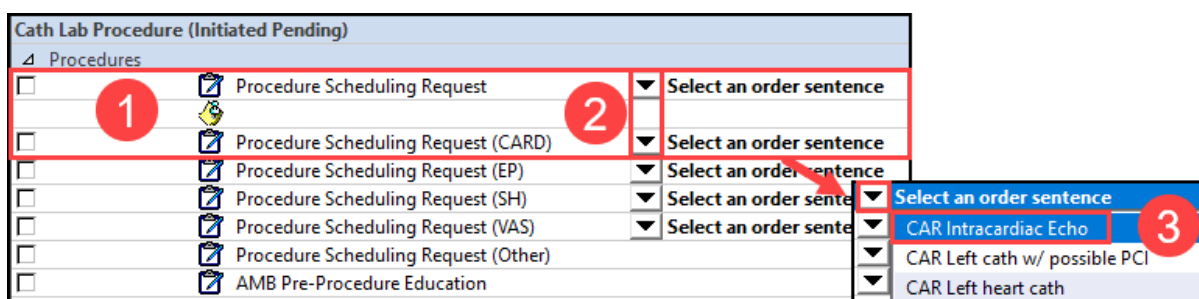 Cath Lab Procedure (Initiated Pending)
Procedures
1
Procedure Scheduling Request
2
Select an order sentence
Procedure Scheduling Request (CARD)
Select an order sentence
Procedure Scheduling Request (EP)
Select an order sentence
Procedure Scheduling Request (SH)
Select an order sente
Procedure Scheduling Request (VAS)
Select an order sente
Procedure Scheduling Request (Other)
AMB Pre-Procedure Education
Select an order sentence
CAR Intracardiac Echo
3
CAR Left cath w/ possible PCI
CAR Left heart cath